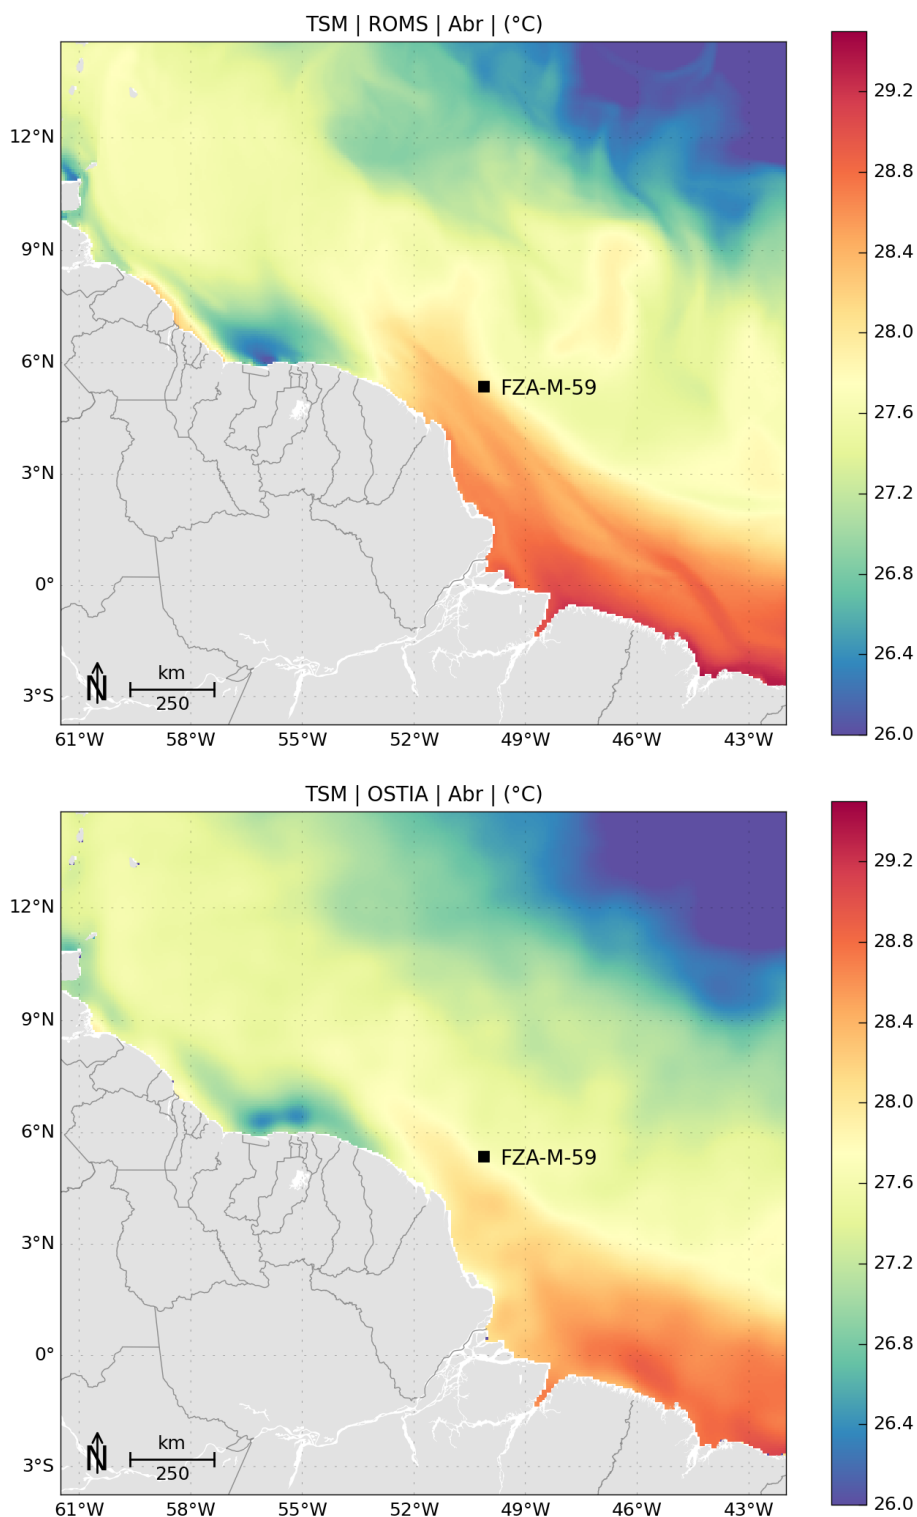 TSM | ROMS | Abr | (°C)
12°N
9°N
6°N
3°N
0°
3°S
FZA-M-59
N
km
250
61°W 58°W 55°W 52°W 49°W 46°W 43°W
29.2
28.8
28.4
28.0
27.6
27.2
26.8
26.4
26.0
TSM | OSTIA | Abr | (°C)
12°N
9°N
6°N
3°N
0°
3°S
FZA-M-59
N
km
250
61°W 58°W 55°W 52°W 49°W 46°W 43°W
29.2
28.8
28.4
28.0
27.6
27.2
26.8
26.4
26.0